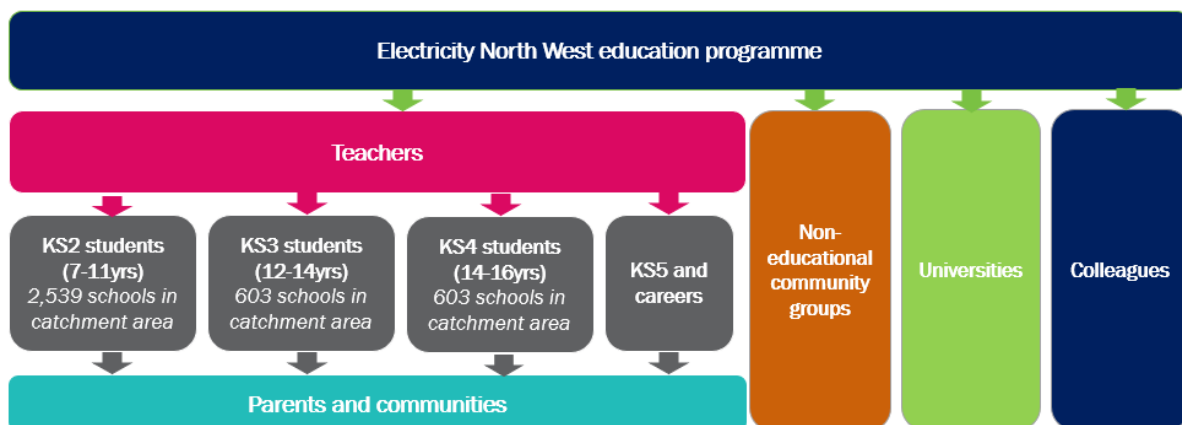 Electricity North West education programme
Teachers
KS2 students
(7-11yrs)
2,539 schools in
catchment area
KS3 students
(12-14yrs)
603 schools in
catchment area
KS4 students
(14-16yrs)
603 schools in
catchment area
KS5 and
careers
Parents and communities
Non-
educational
community
groups
Universities
Colleagues